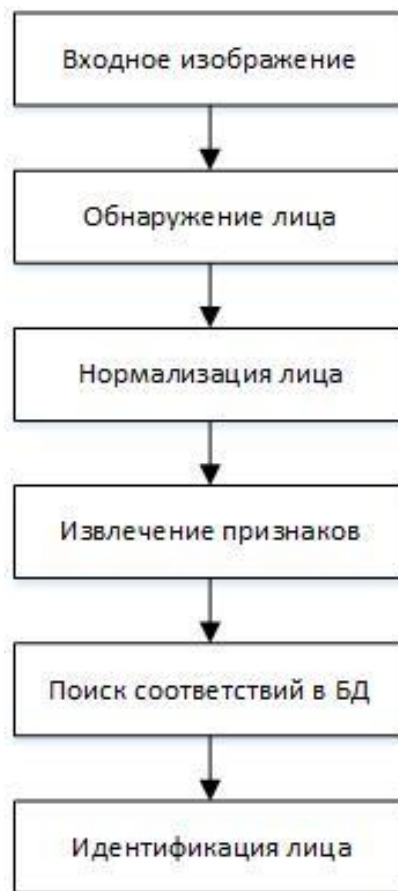 Входное изображение
Обнаружение лица
Нормализация лица
Извлечение признаков
Поиск соответствий в БД
Идентификация лица